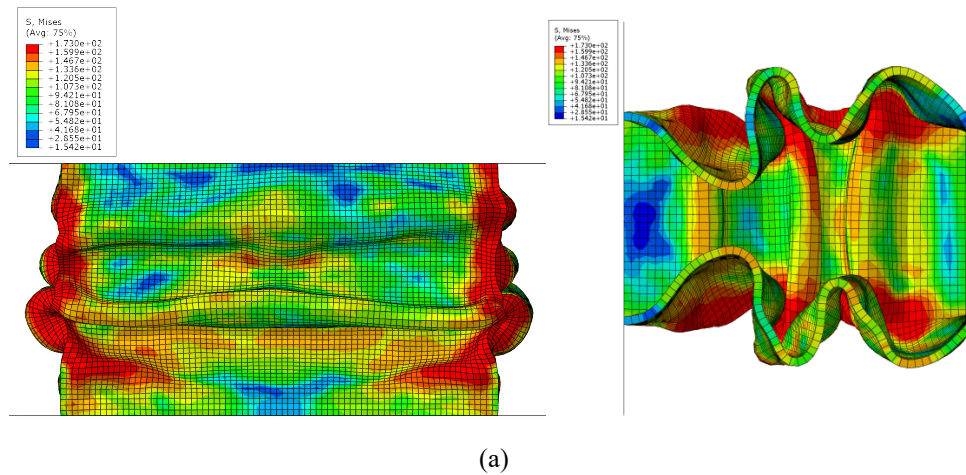 S, Mises
(Avg: 75%)
+1.730e+02
+1.599e+02
+1.467e+02
+1.336e+02
+1.205e+02
+1.073e+02
+9.421e+01
+8.108e+01
+6.795e+01
+5.482e+01
+4.168e+01
+2.855e+01
+1.542e+01
S, Mises
(Avg: 75%)
+1.730e+02
+1.599e+02
+1.467e+02
+1.336e+02
+1.205e+02
+1.073e+02
+9.421e+01
+8.108e+01
+6.795e+01
+5.482e+01
+4.168e+01
+2.855e+01
+1.542e+01
(a)